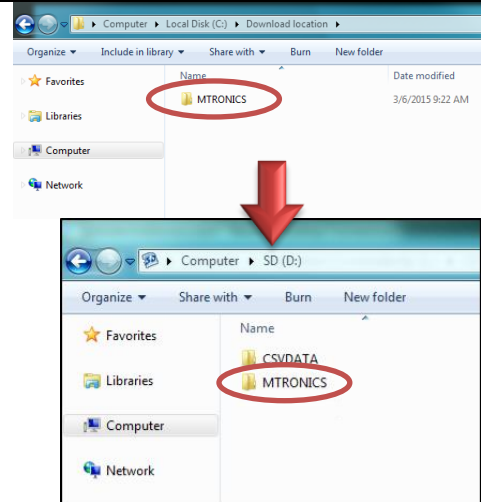 Computer ▸ Local Disk (C:) ▸ Download location ▸
Organize ▾ Include in library ▾ Share with ▾ Burn New folder
Favorites
Name Date modified
MTRONICS 3/6/2015 9:22 AM
Libraries
Computer
Network
Computer ▸ SD (D:)
Organize ▾ Share with ▾ Burn New folder
Favorites
Name
CSVDATA
Libraries
MTRONICS
Computer
Network